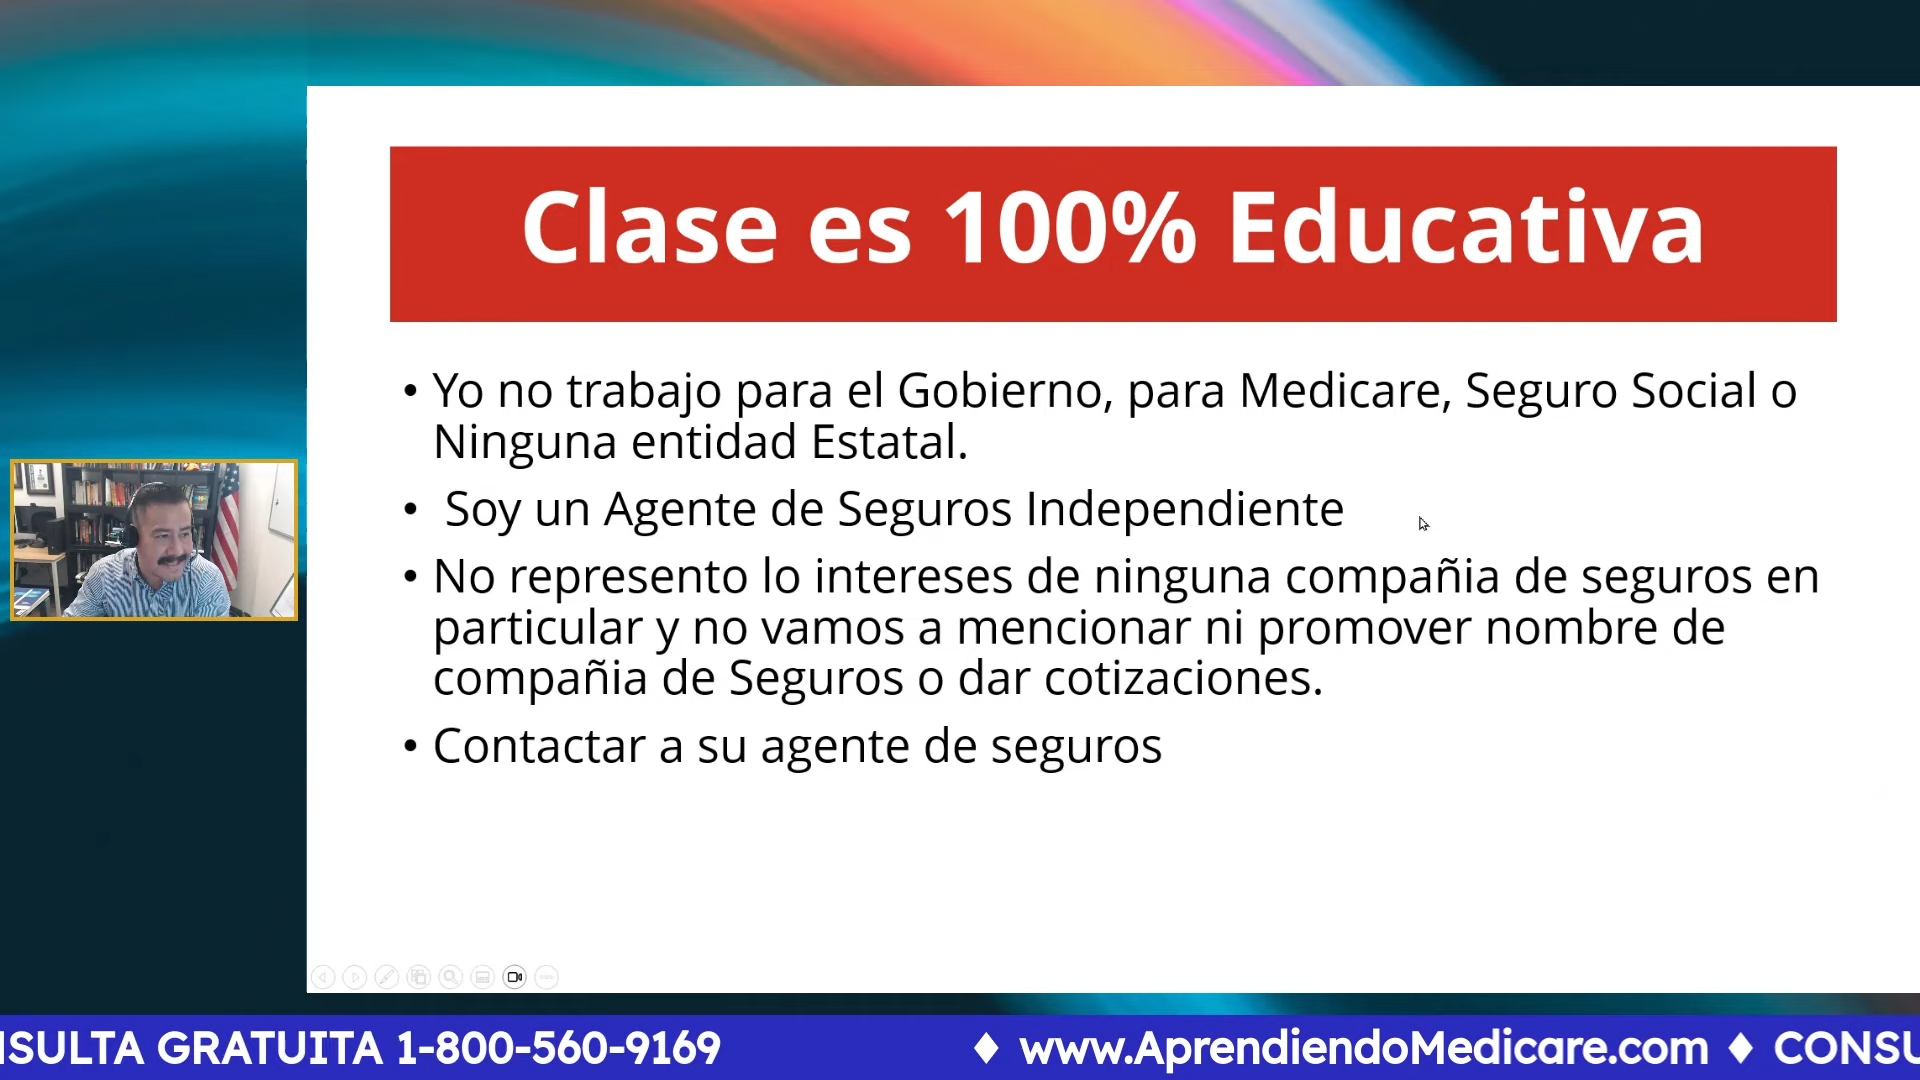 Clase es 100% Educativa
• Yo no trabajo para el Gobierno, para Medicare, Seguro Social o
Ninguna entidad Estatal.
• Soy un Agente de Seguros Independiente
• No represento lo intereses de ninguna compañia de seguros en
particular y no vamos a mencionar ni promover nombre de
compañia de Seguros o dar cotizaciones.
• Contactar a su agente de seguros
NSULTA GRATUITA 1-800-560-9169 ♦ www.AprendiendoMedicare.com ♦ CONSU